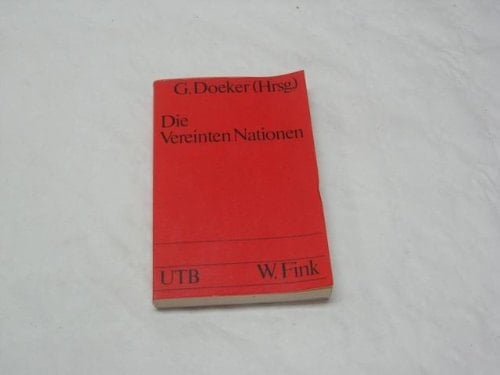 G. Doeker (Hrsg.)
Die
Vereinten Nationen
UTB W. Fink